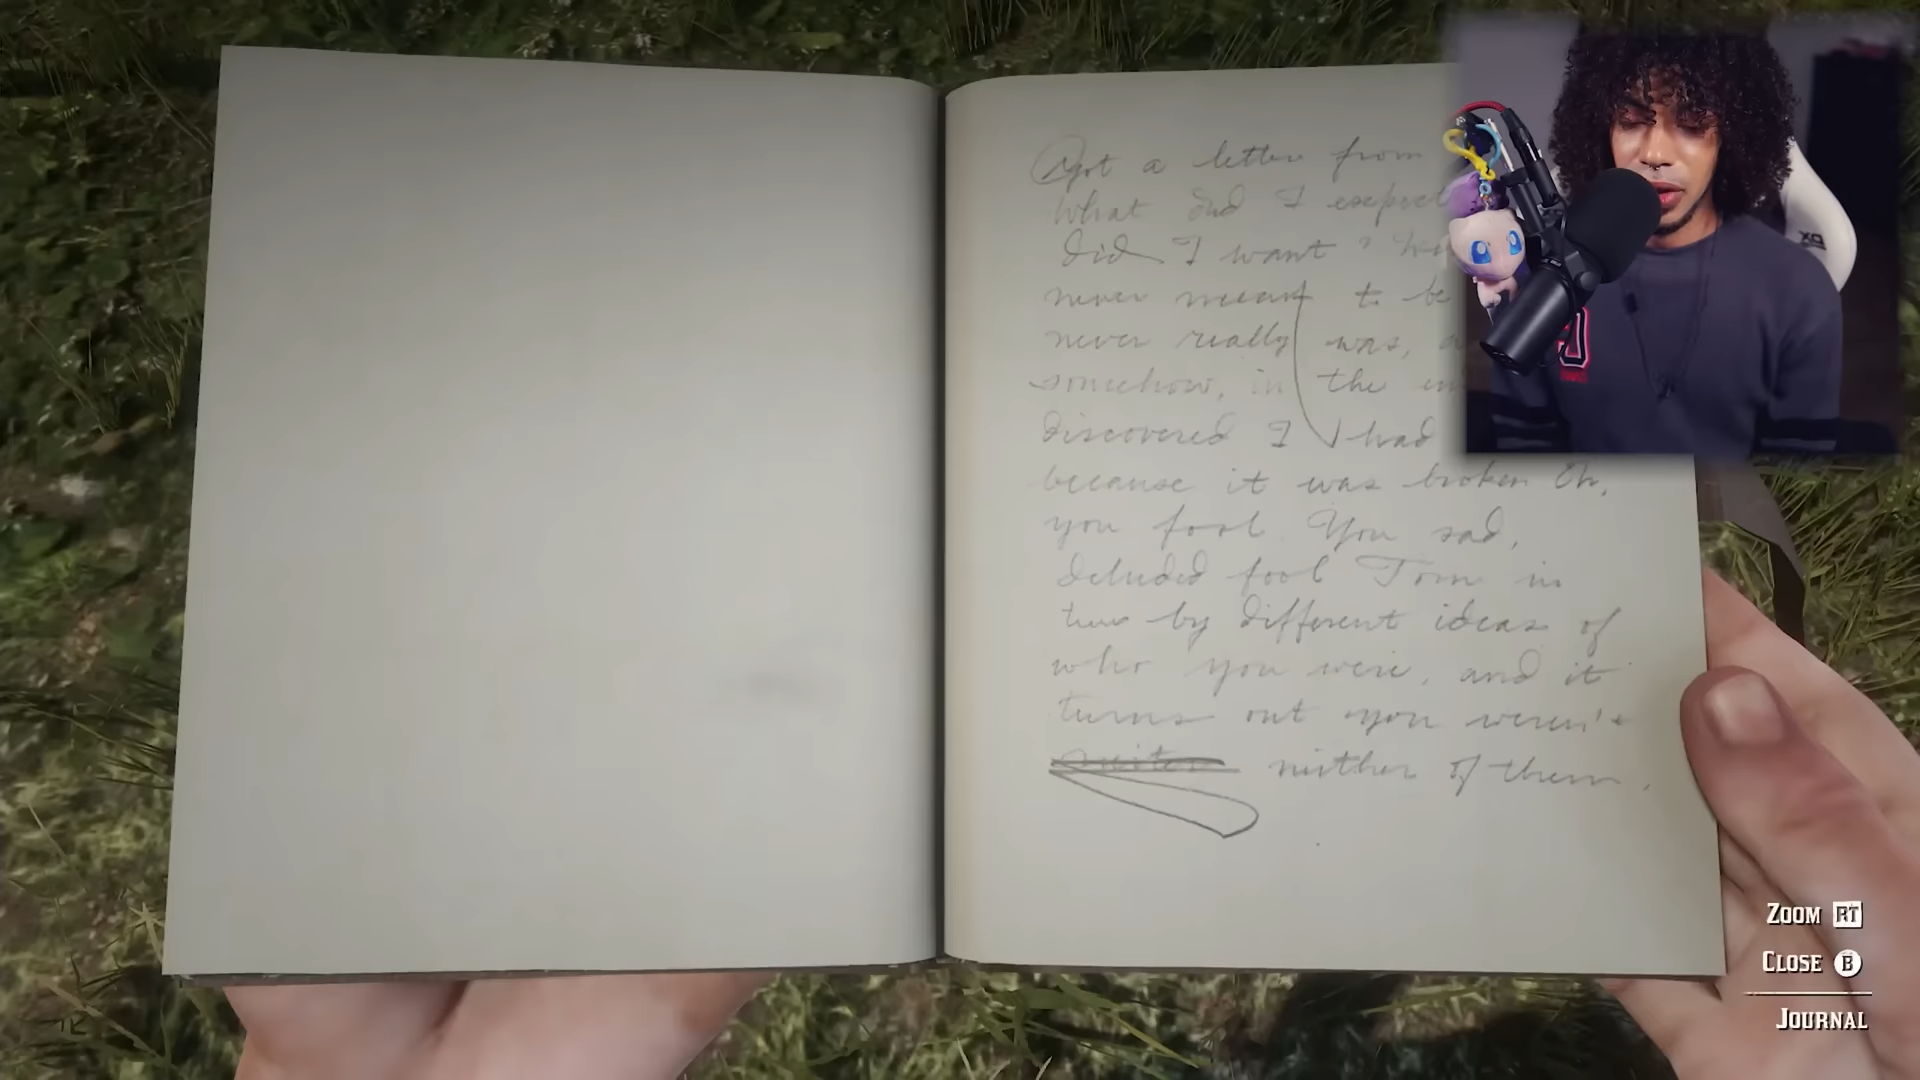 Got a letter from
What did I expect
did I want?
never meant to be
never really was,
somehow, in the
discovered I had
because it was broken Oh,
you fool. You sad,
deluded fool Torn in
two by different ideas of
who you were, and it
turns out you weren't
neither of them.
ZOOM RT
CLOSE B
JOURNAL
XQ